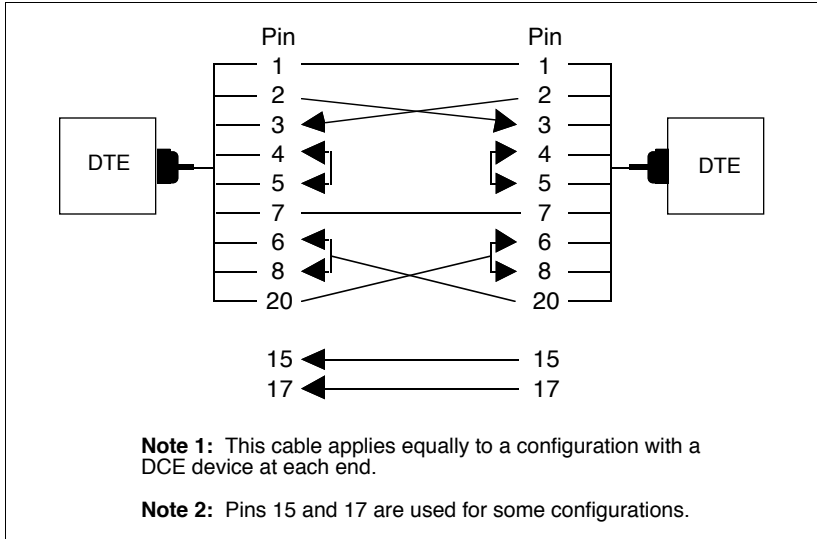 Pin Pin
1 1
2 2
3 3
4 4
DTE DTE
5 5
7 7
6 6
8 8
20 20
15 15
17 17
Note 1: This cable applies equally to a configuration with a
DCE device at each end.
Note 2: Pins 15 and 17 are used for some configurations.